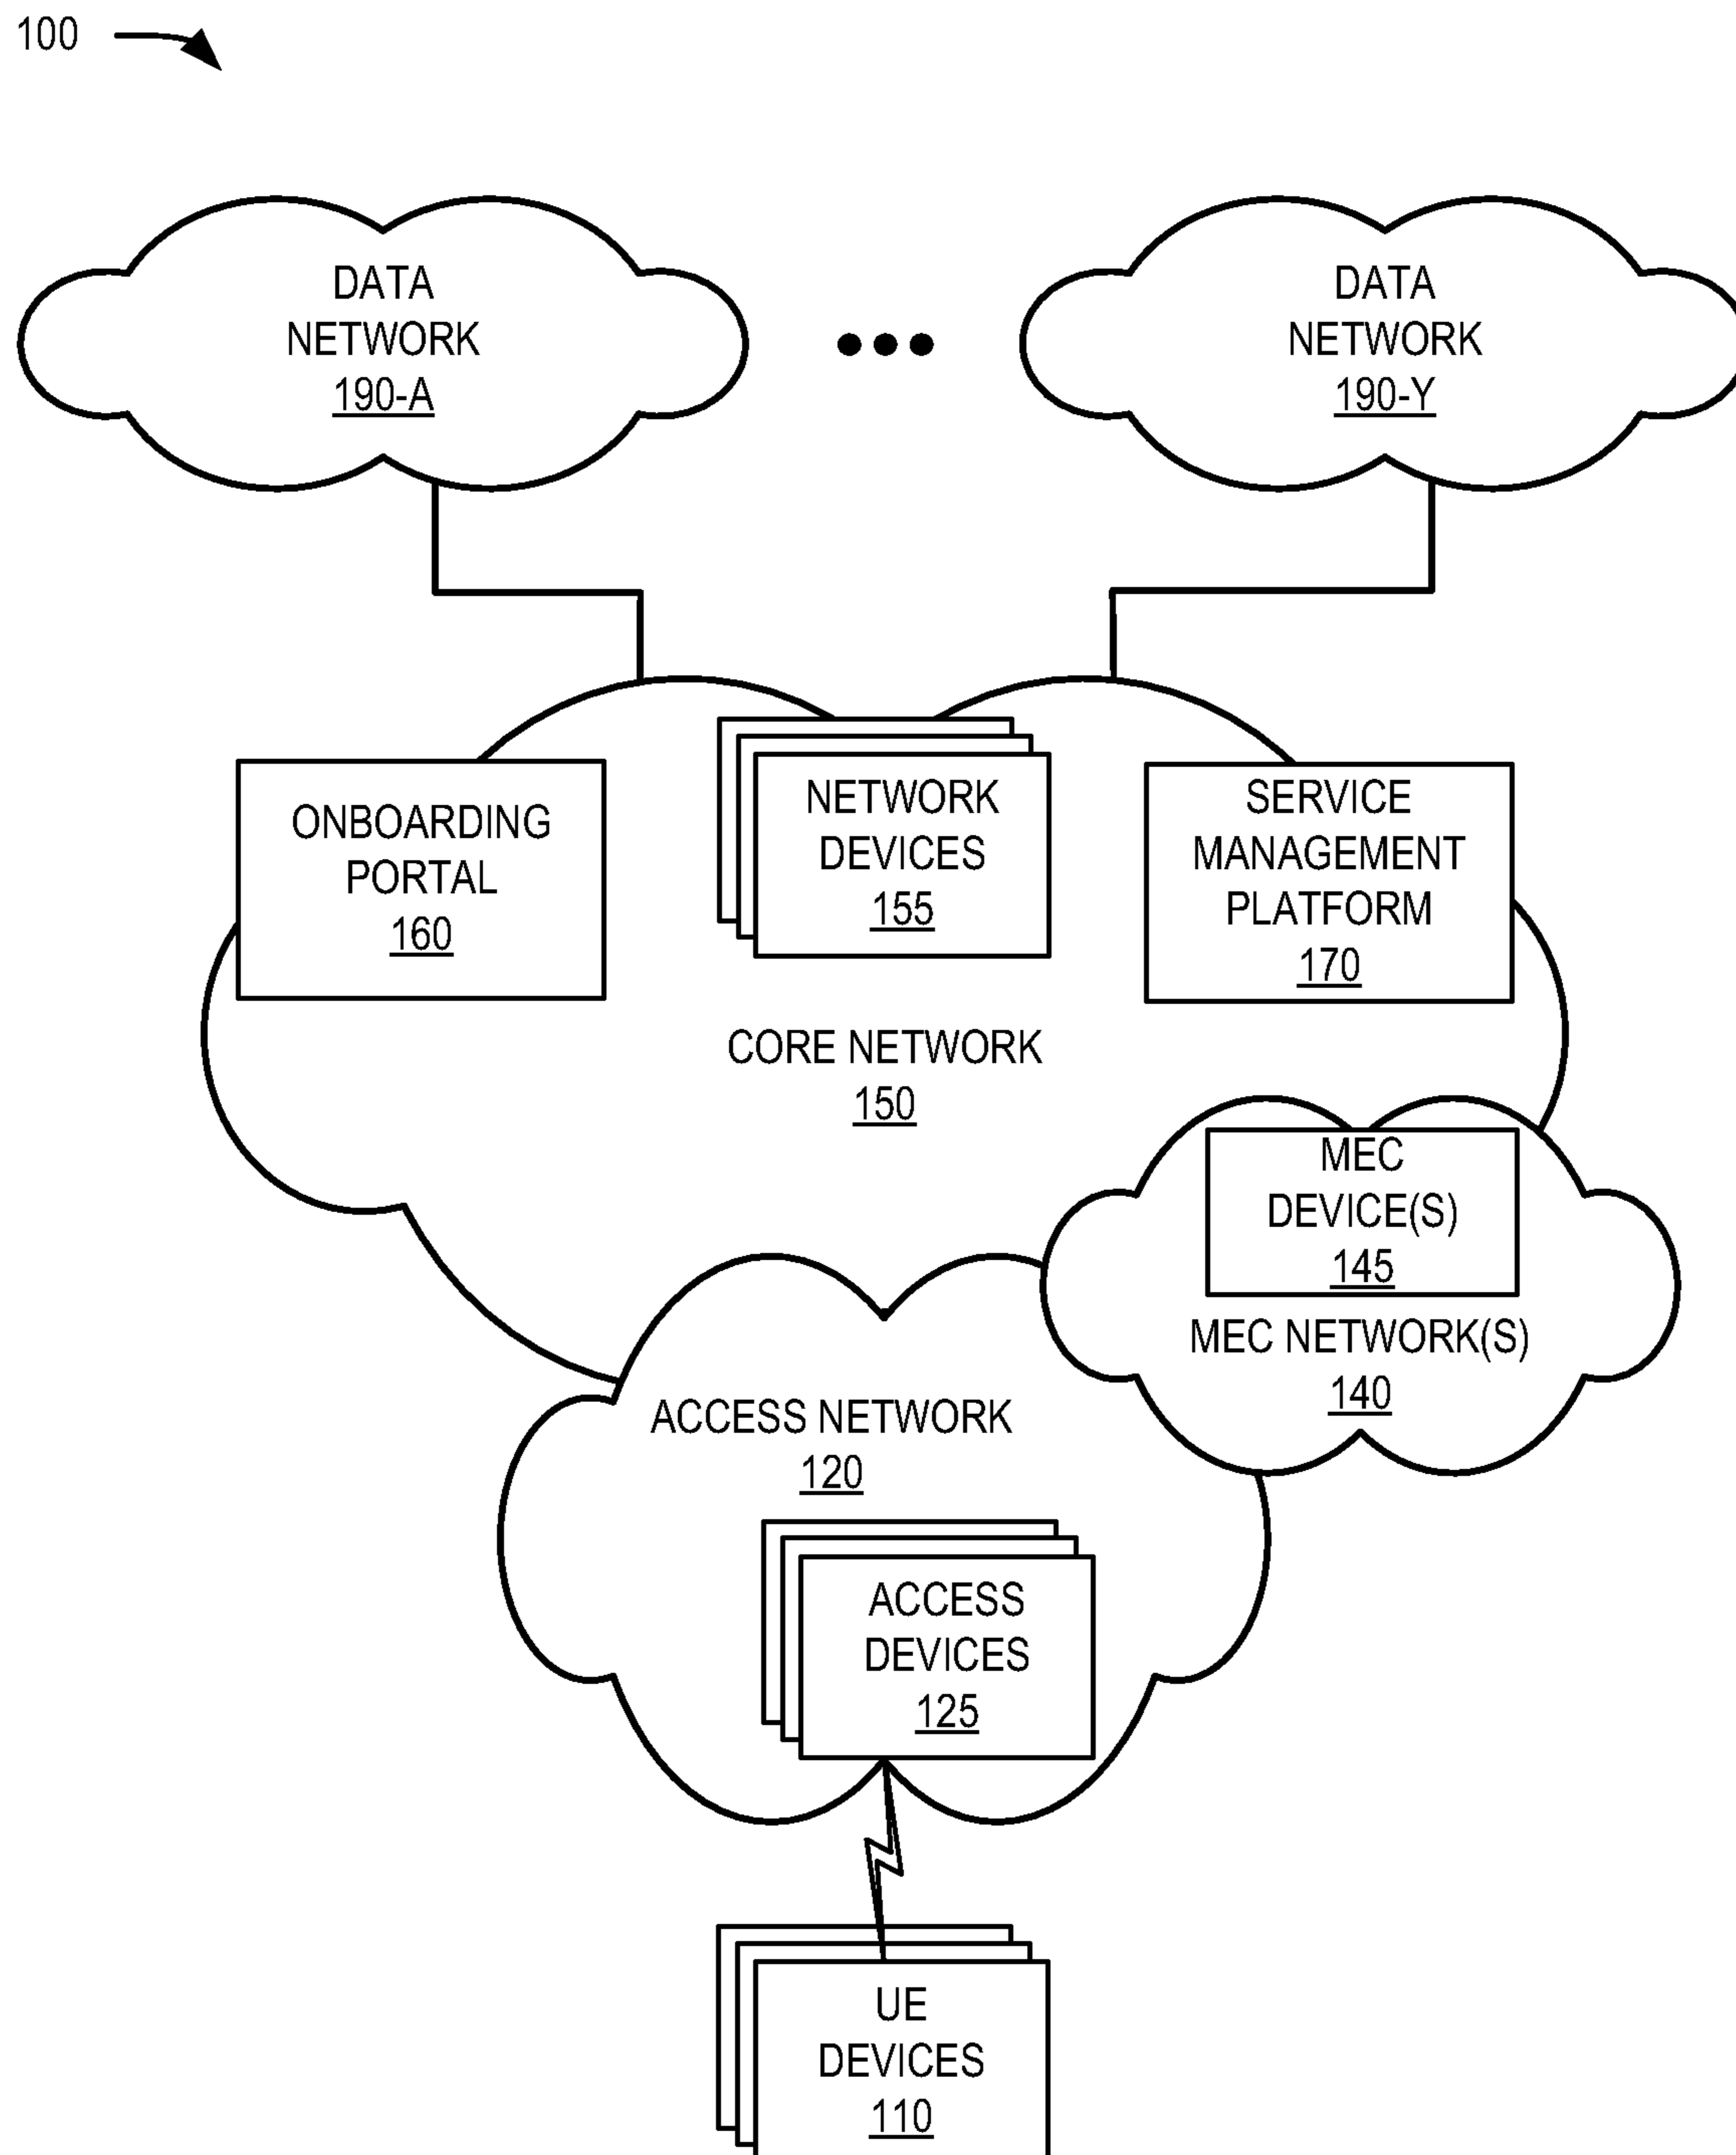 100
DATA
NETWORK
190-A
DATA
NETWORK
190-Y
ONBOARDING
PORTAL
160
NETWORK
DEVICES
155
SERVICE
MANAGEMENT
PLATFORM
170
CORE NETWORK
150
MEC
DEVICE(S)
145
MEC NETWORK(S)
140
ACCESS NETWORK
120
ACCESS
DEVICES
125
UE
DEVICES
110